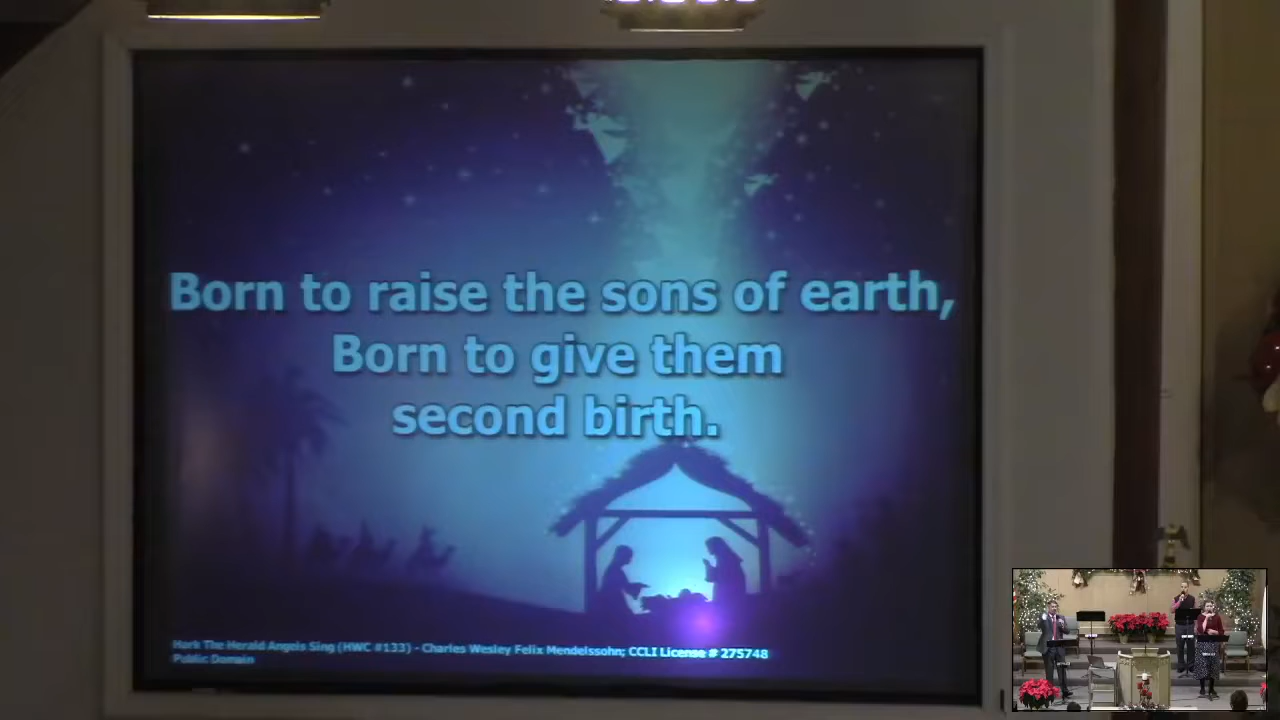 Born to raise the sons of earth,
Born to give them
second birth.
Hark The Herald Angels Sing (HWC #133) - Charles Wesley Felix Mendelssohn; CCLI License # 275748
Public Domain